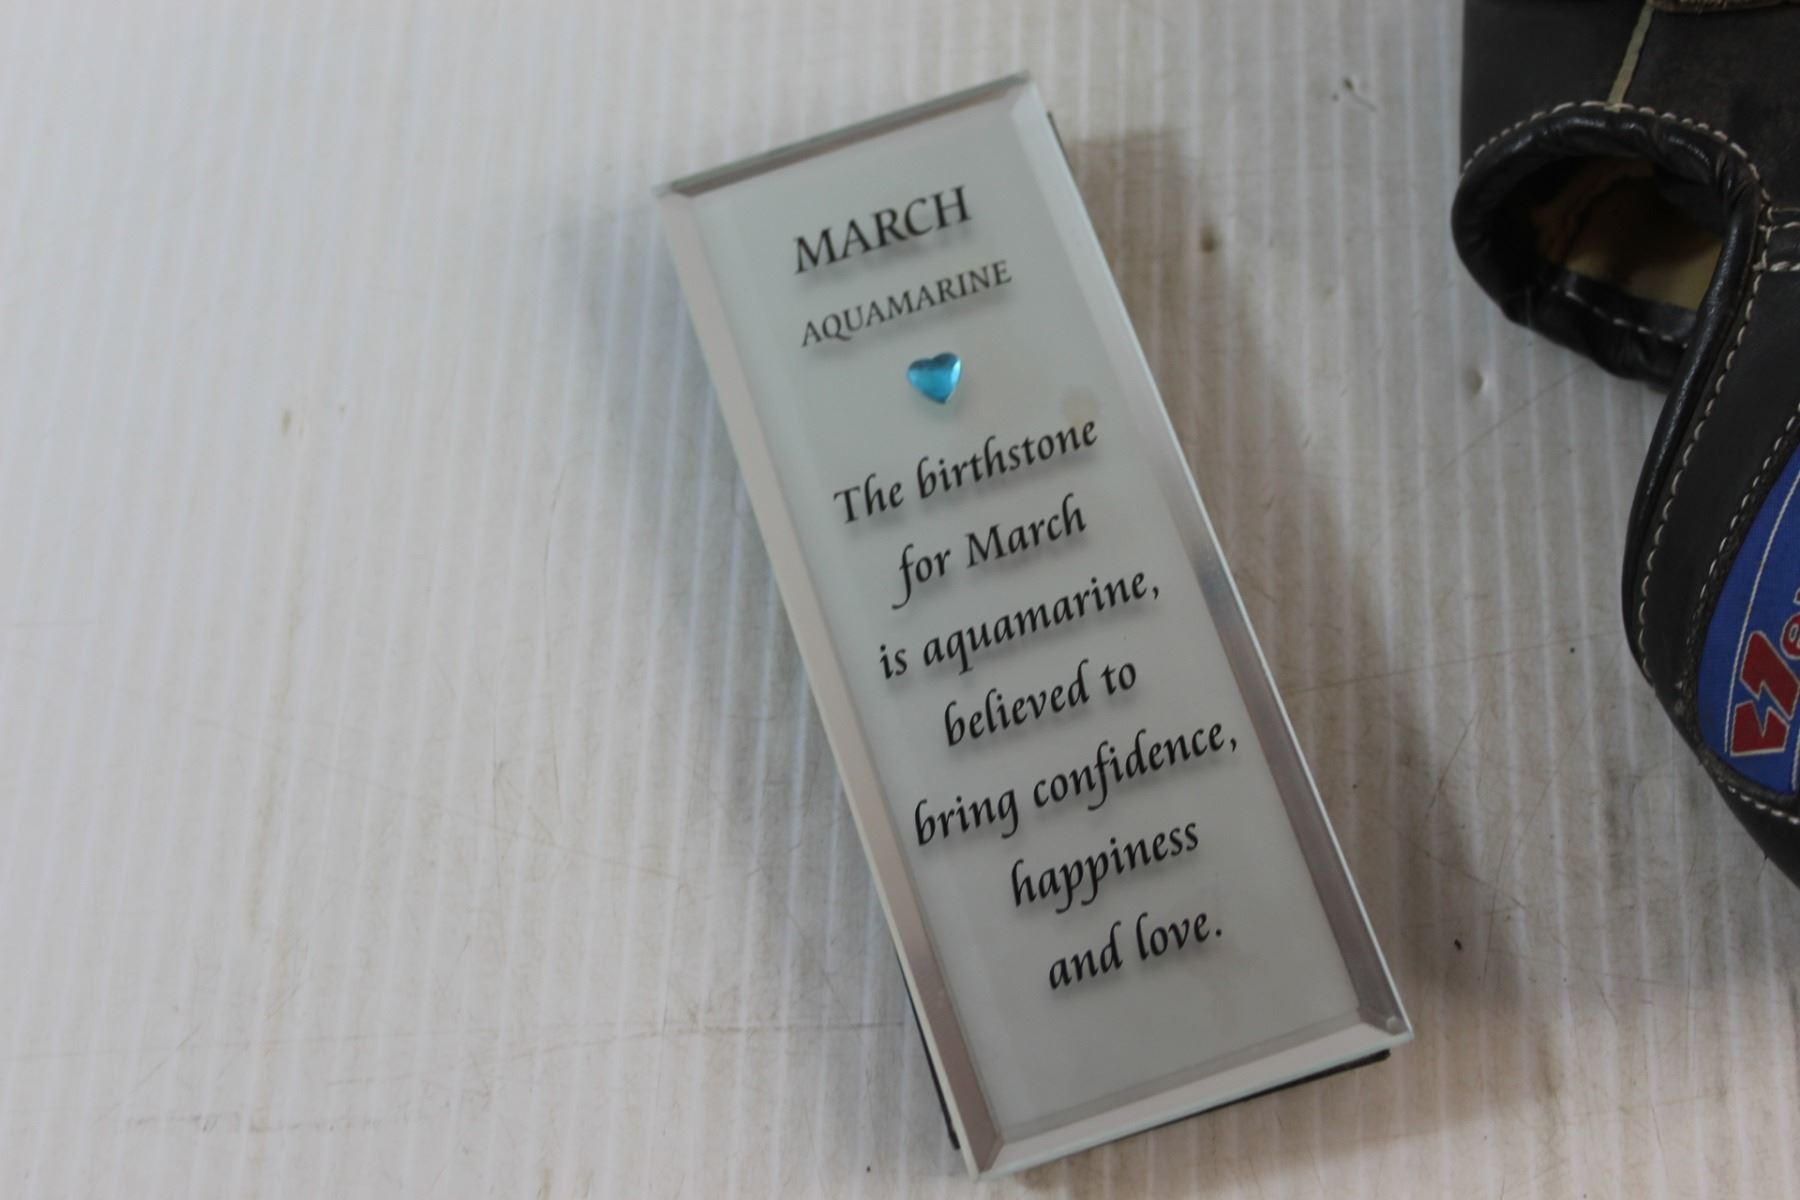 MARCH
AQUAMARINE
The birthstone
for March
is aquamarine,
believed to
bring confidence,
happiness
and love.